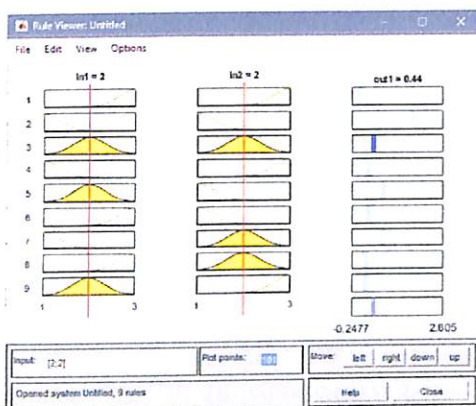 Rule Viewer: Untitled
File Edit View Options
in1 = 2 in2 = 2 out1 = 0.44
1
2
3
4
5
6
7
8
9
1 3 1 3
-0.2477 2.605
Input: [2;2] Plot points: 101 Move: left right down up
Opened system Untitled, 9 rules Help Close